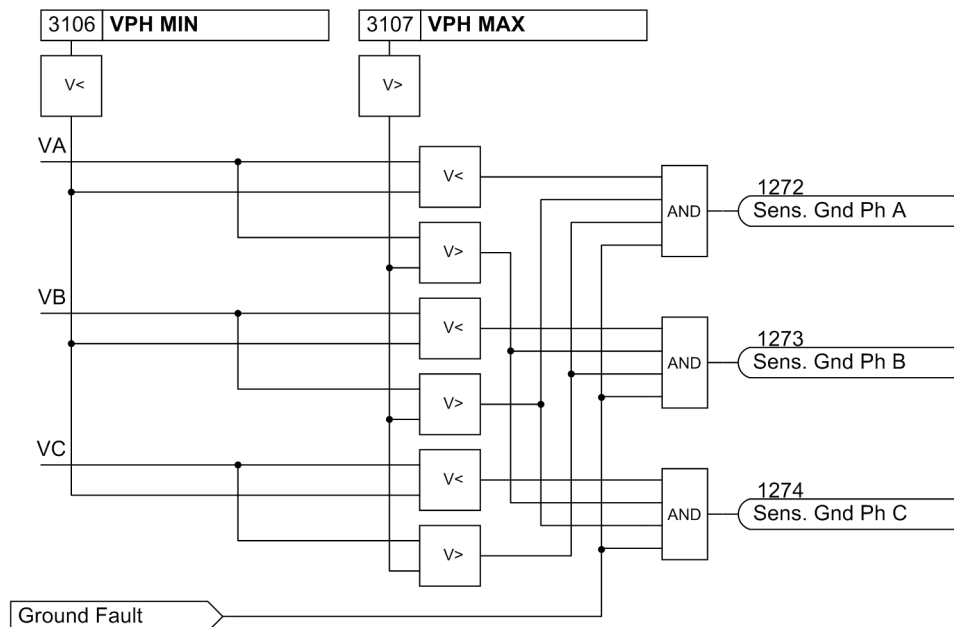 3106 VPH MIN
3107 VPH MAX
V<
V>
VA
V<
1272
AND
Sens. Gnd Ph A
V>
VB
V<
1273
AND
Sens. Gnd Ph B
V>
VC
V<
1274
AND
Sens. Gnd Ph C
V>
Ground Fault